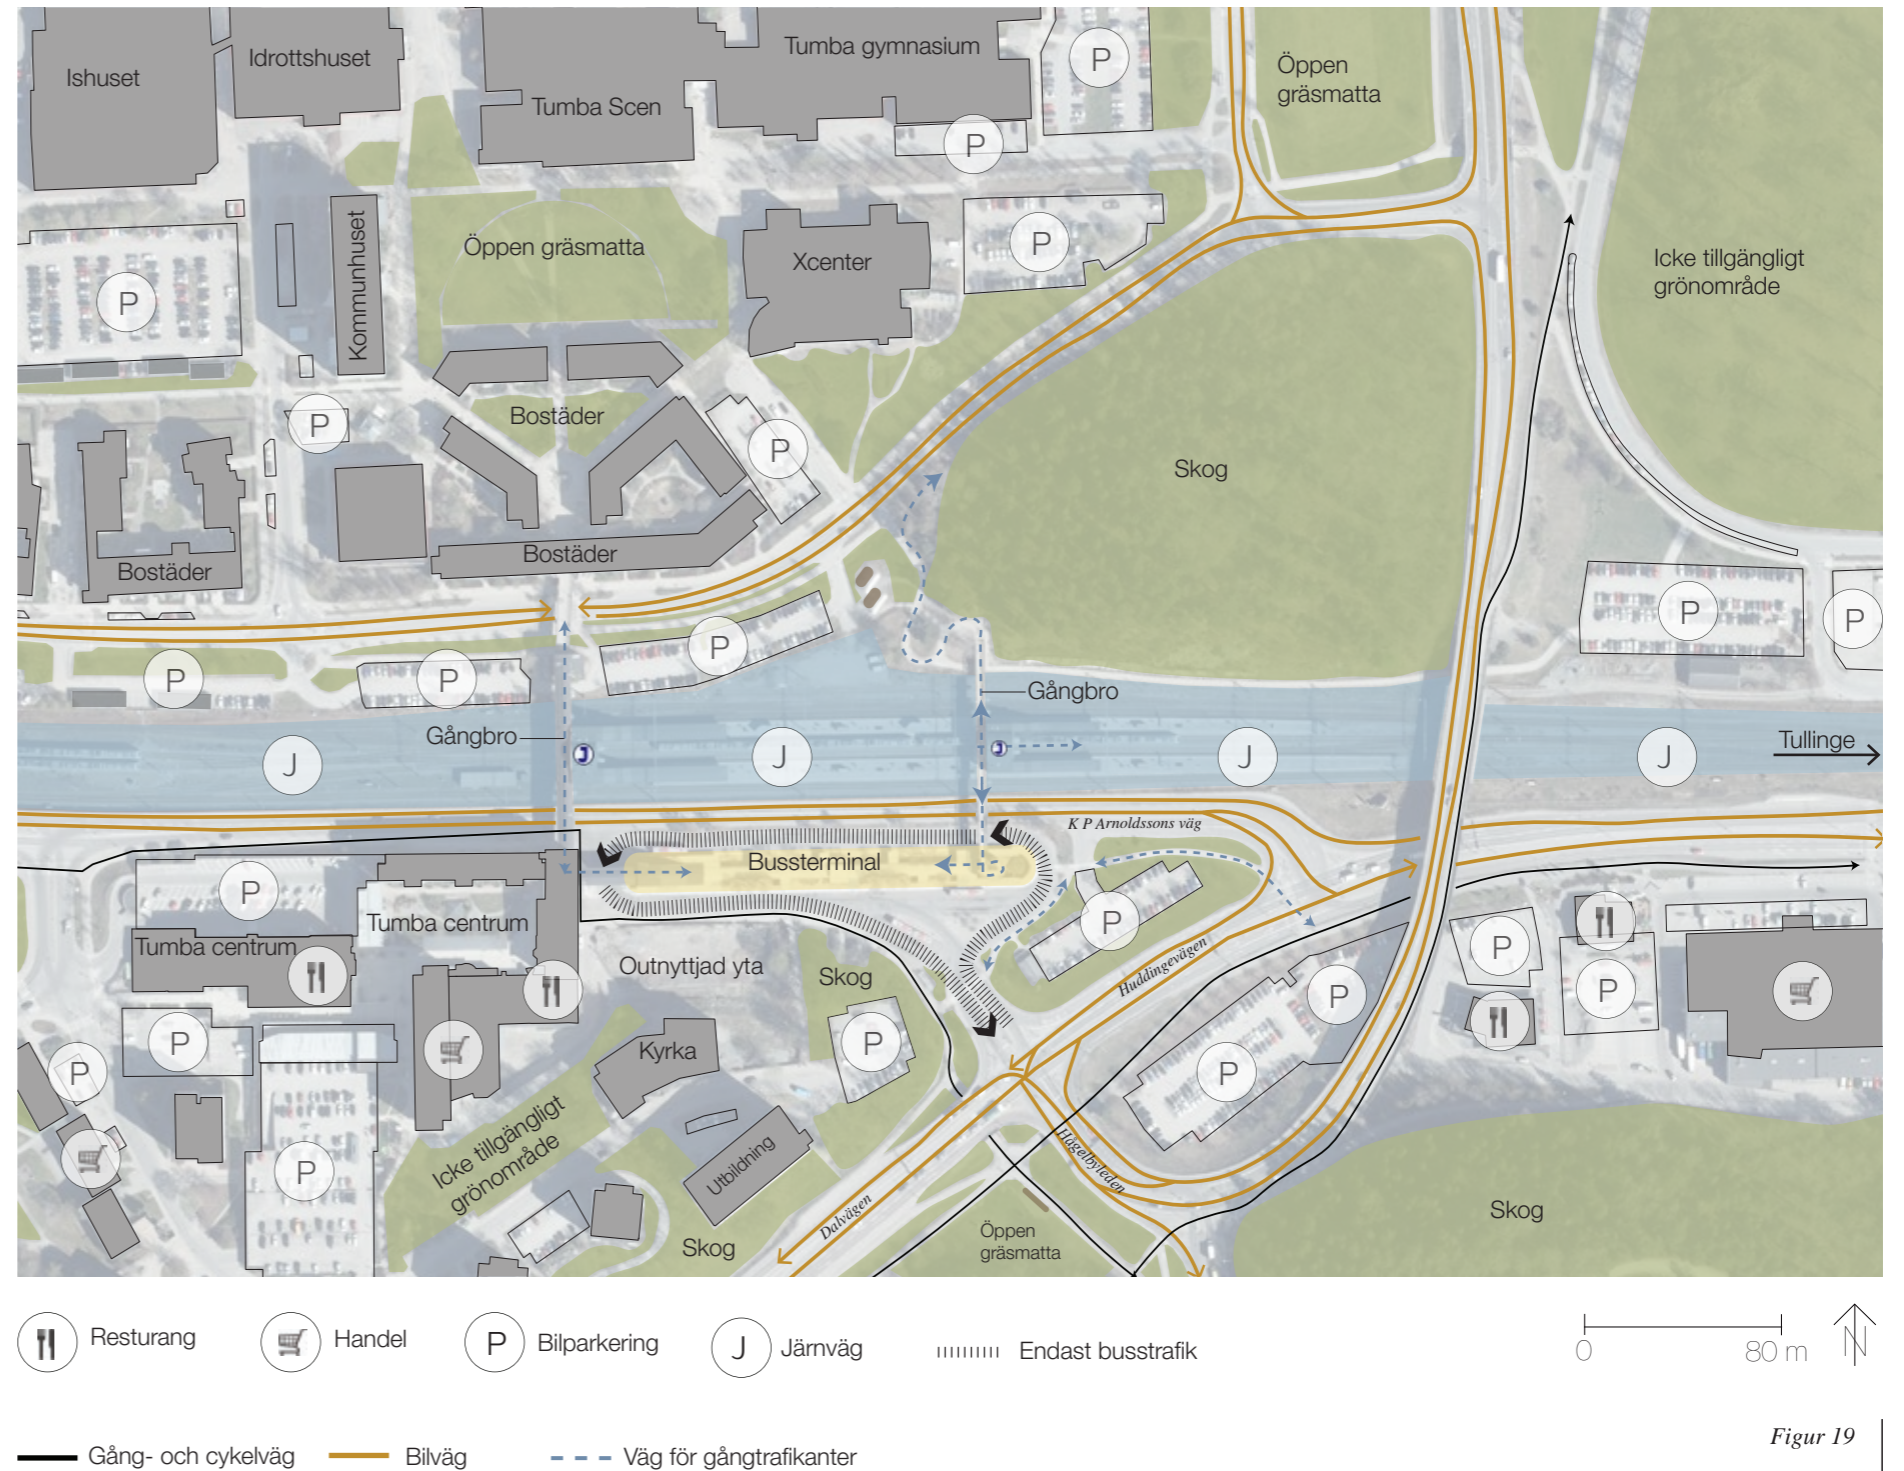 Ishuset
Idrottshuset
Tumba Scen
Tumba gymnasium
P
P
Öppen
gräsmatta
Kommunhuset
Öppen gräsmatta
Xcenter
P
P
Icke tillgängligt
grönområde
P
Bostäder
P
Skog
Bostäder
Bostäder
P
P
P
P
P
Gångbro
Gångbro
J
J
J
J
J
J
Tullinge
K P Arnoldssons väg
Bussterminal
P
Tumba centrum
Tumba centrum
P
Outnyttjad yta
Skog
Huddingevägen
P
P
P
P
P
Kyrka
P
P
P
Icke tillgängligt
grönområde
Utbildning
Hågelbyleden
Dalvägen
Skog
Öppen
gräsmatta
Skog
Resturang
Handel
P
Bilparkering
J
Järnväg
Endast busstrafik
0
80 m
N
Gång- och cykelväg
Bilväg
Väg för gångtrafikanter
Figur 19